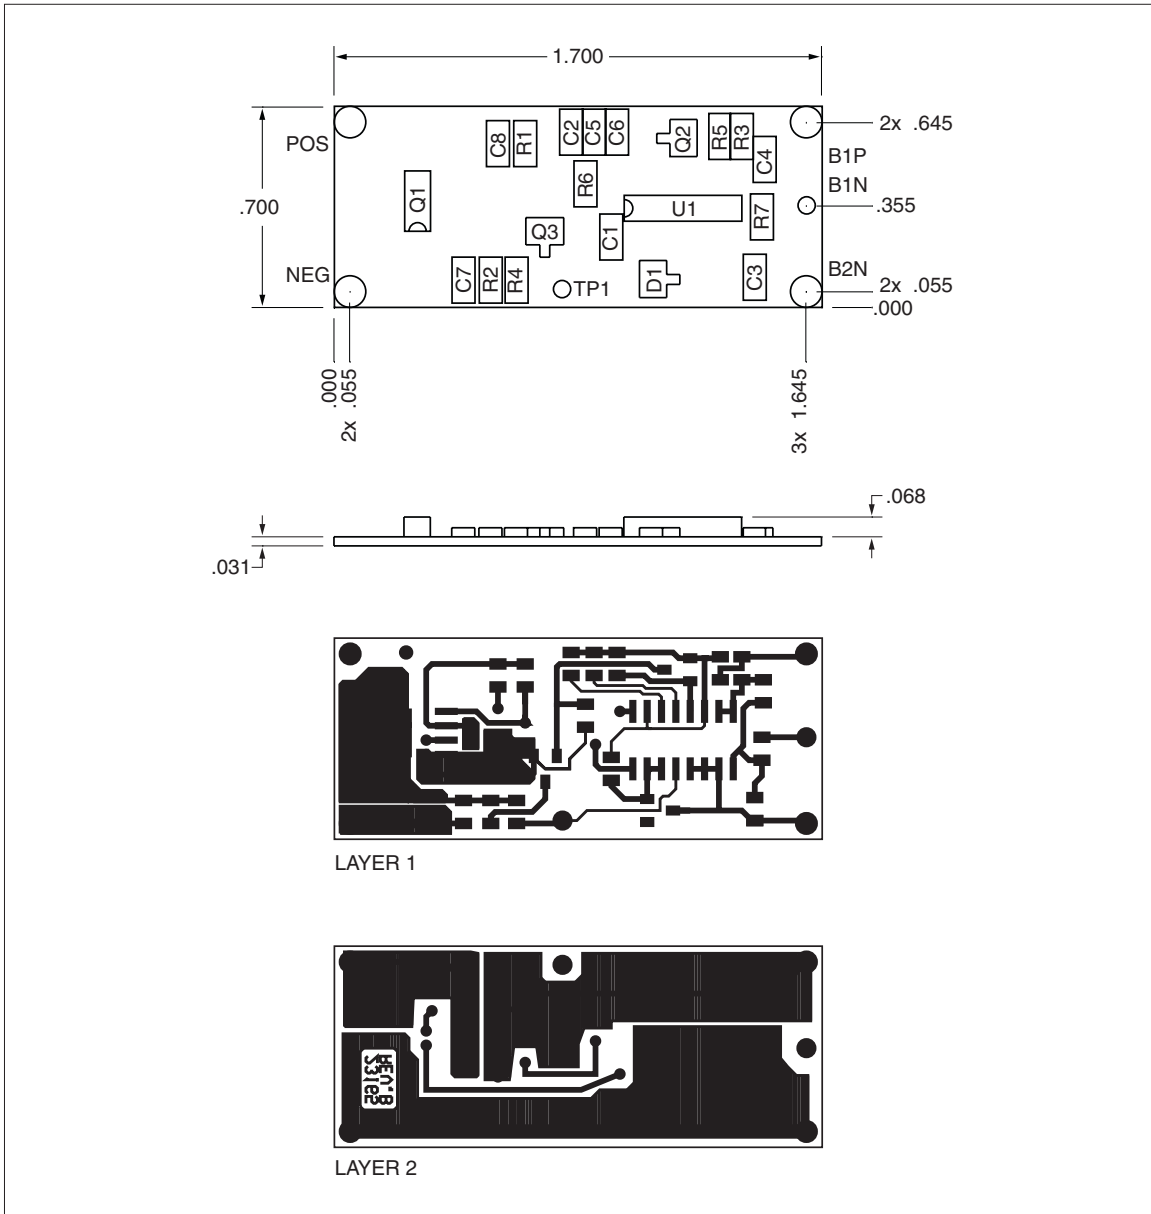 1.700
2x .645
POS
C8
R1
C2
C5
C6
Q2
R5
R3
C4
B1P
B1N
R6
.700
Q1
U1
R7
.355
Q3
C1
NEG
C7
R2
R4
TP1
D1
C3
B2N
2x .055
.000
.000
2x .055
3x 1.645
.068
.031
LAYER 1
REV.B
23165
LAYER 2